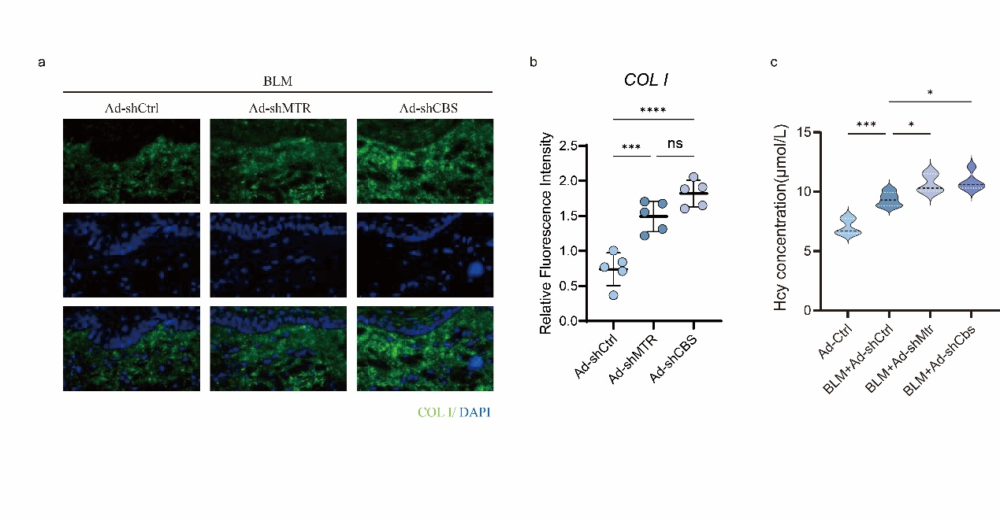 a
BLM
Ad-shCtrl Ad-shMTR Ad-shCBS
COL I/ DAPI
b
COL I
****
*** ns
Relative Fluorescence Intensity
2.5
2.0
1.5
1.0
0.5
0.0
Ad-shCtrl
Ad-shMTR
Ad-shCBS
c
*
*** *
Hcy concentration(μmol/L)
15
10
5
0
Ad-Ctrl
BLM+Ad-shCtrl
BLM+Ad-shMtr
BLM+Ad-shCbs